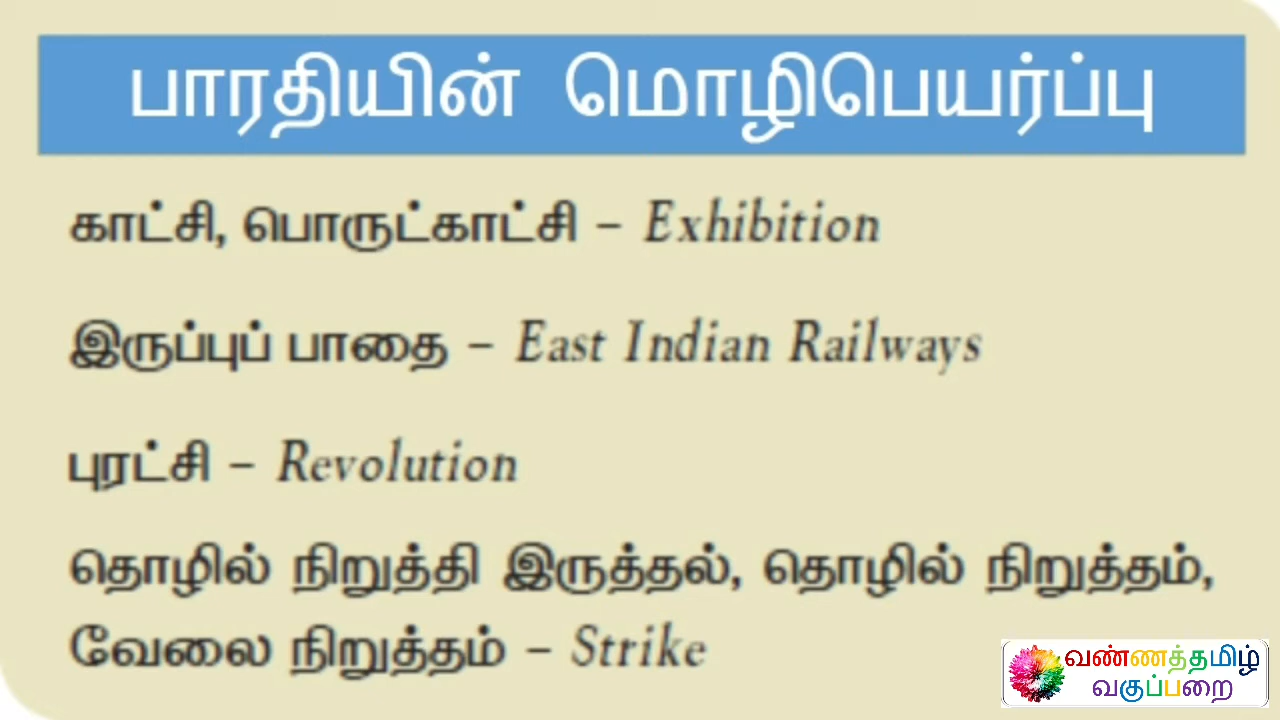 பாரதியின் மொழிபெயர்ப்பு
காட்சி, பொருட்காட்சி – Exhibition
இருப்புப் பாதை – East Indian Railways
புரட்சி – Revolution
தொழில் நிறுத்தி இருத்தல், தொழில் நிறுத்தம்,
வேலை நிறுத்தம் – Strike
வண்ணத்தமிழ்
வகுப்பறை